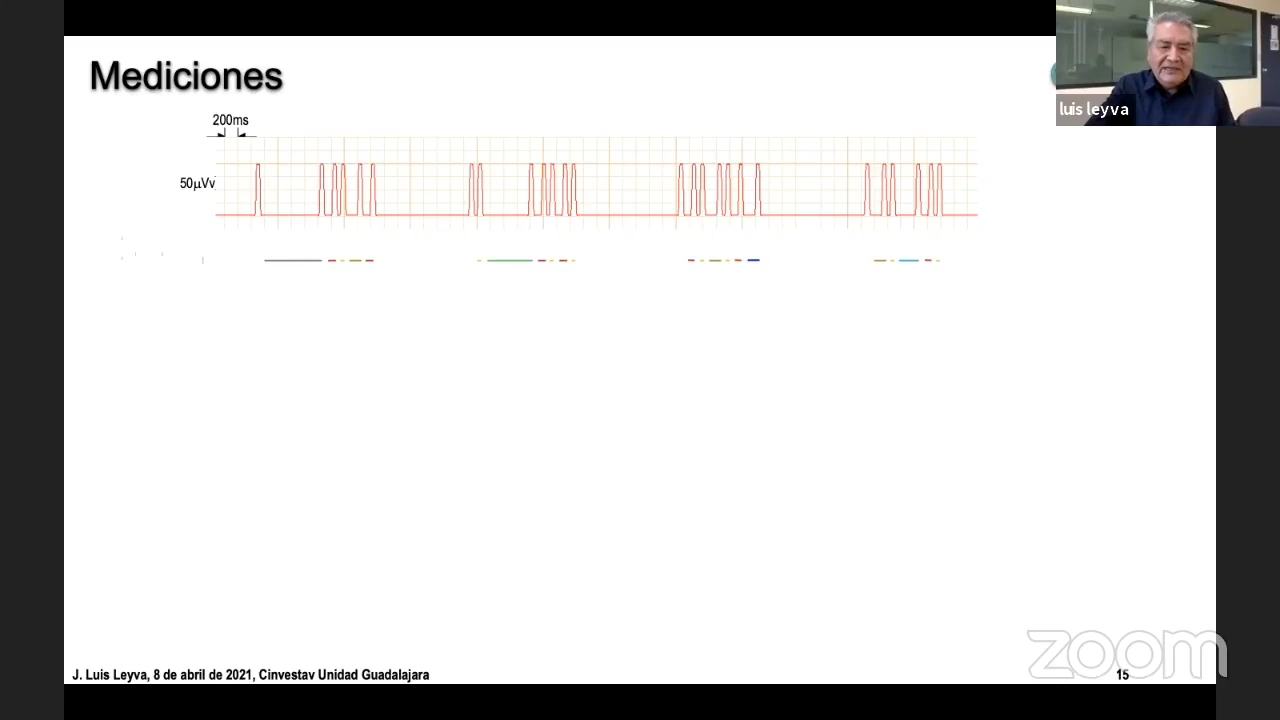 Mediciones
luis leyva
200ms
50µVv
J. Luis Leyva, 8 de abril de 2021, Cinvestav Unidad Guadalajara
15
zoom